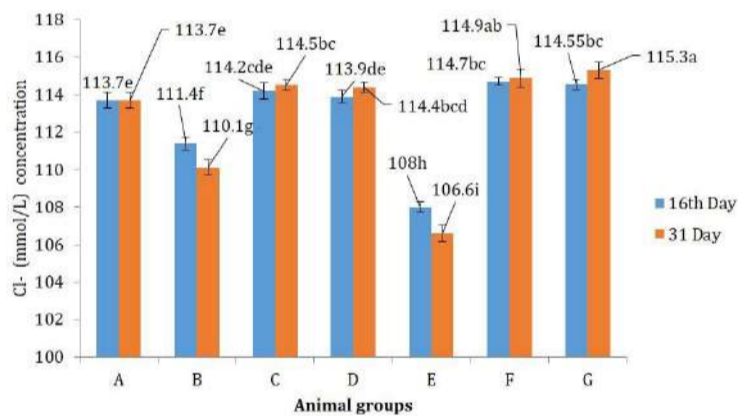 Cl- (mmol/L) concentration
118
116
114
112
110
108
106
104
102
100
113.7e
113.7e
111.4f
110.1g
114.2cde
114.5bc
113.9de
114.4bcd
108h
106.6i
114.7bc
114.9ab
114.55bc
115.3a
A B C D E F G
Animal groups
16th Day
31 Day